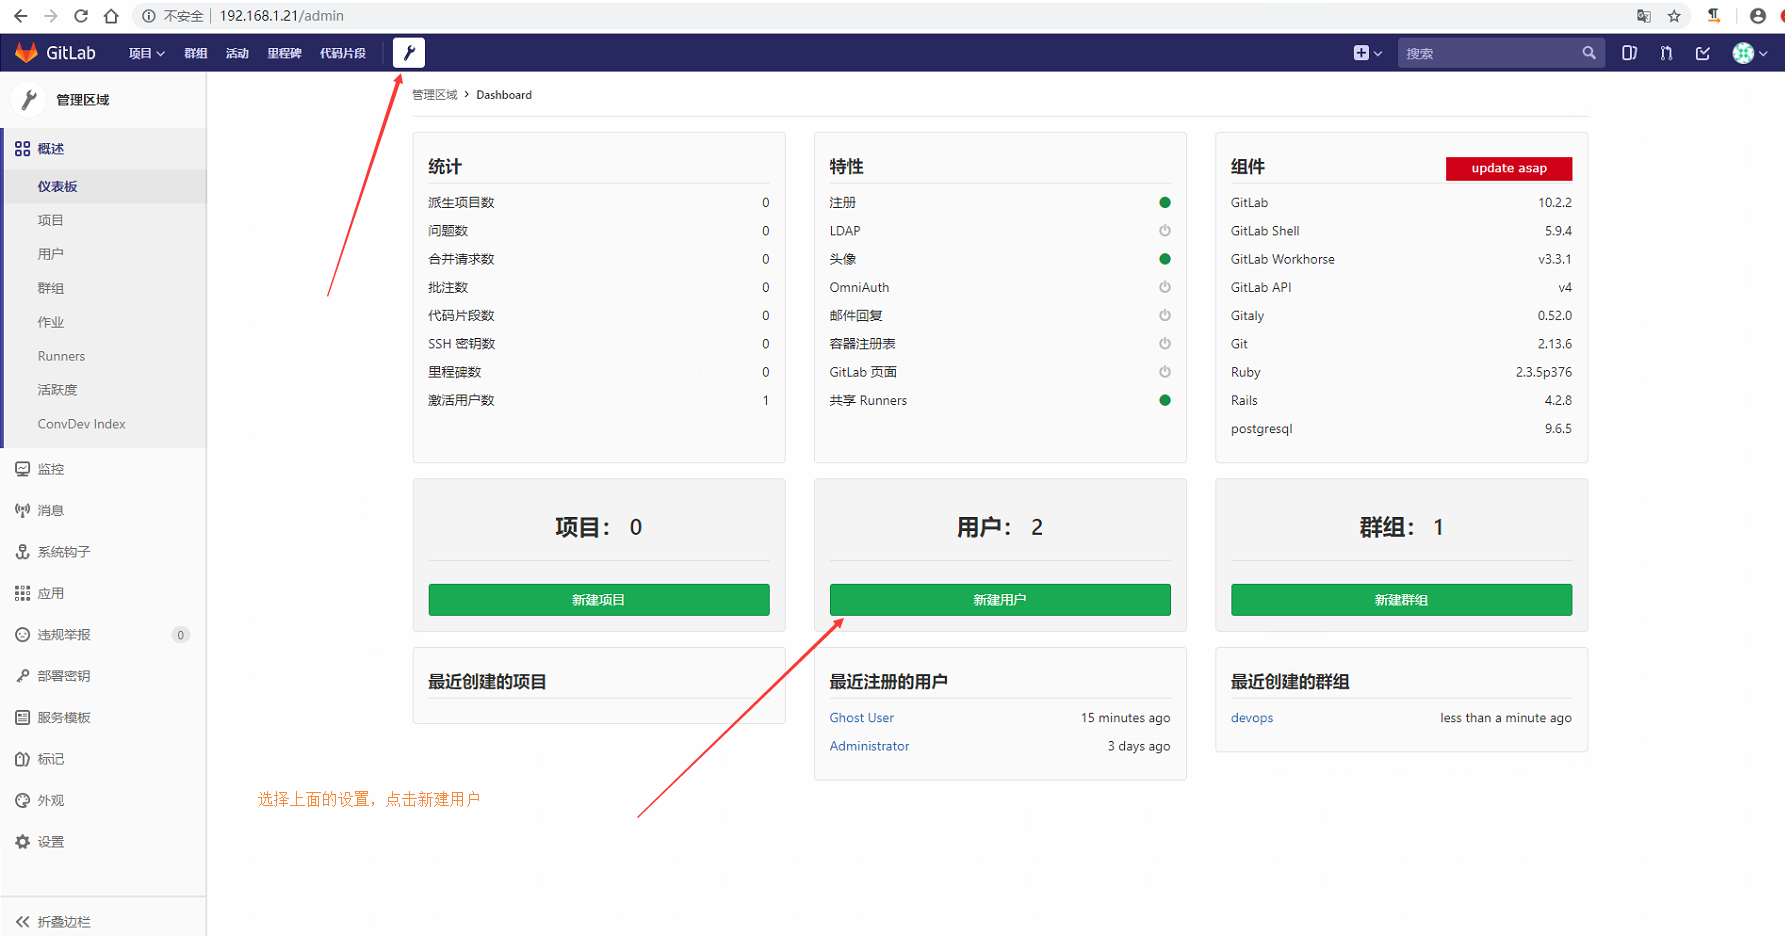 不安全 192.168.1.21/admin
GitLab 项目 群组 活动 里程碑 代码片段 搜索
管理区域
管理区域 Dashboard
概述
仪表板
项目
用户
群组
作业
Runners
活跃度
ConvDev Index
监控
消息
系统钩子
应用
违规举报 0
部署密钥
服务模板
标记
外观
设置
折叠边栏
统计
派生项目数 0
问题数 0
合并请求数 0
批注数 0
代码片段数 0
SSH 密钥数 0
里程碑数 0
激活用户数 1
特性
注册
LDAP
头像
OmniAuth
邮件回复
容器注册表
GitLab 页面
共享 Runners
组件 update asap
GitLab 10.2.2
GitLab Shell 5.9.4
GitLab Workhorse v3.3.1
GitLab API v4
Gitaly 0.52.0
Git 2.13.6
Ruby 2.3.5p376
Rails 4.2.8
postgresql 9.6.5
项目： 0
新建项目
用户： 2
新建用户
群组： 1
新建群组
最近创建的项目
最近注册的用户
Ghost User 15 minutes ago
Administrator 3 days ago
最近创建的群组
devops less than a minute ago
选择上面的设置，点击新建用户